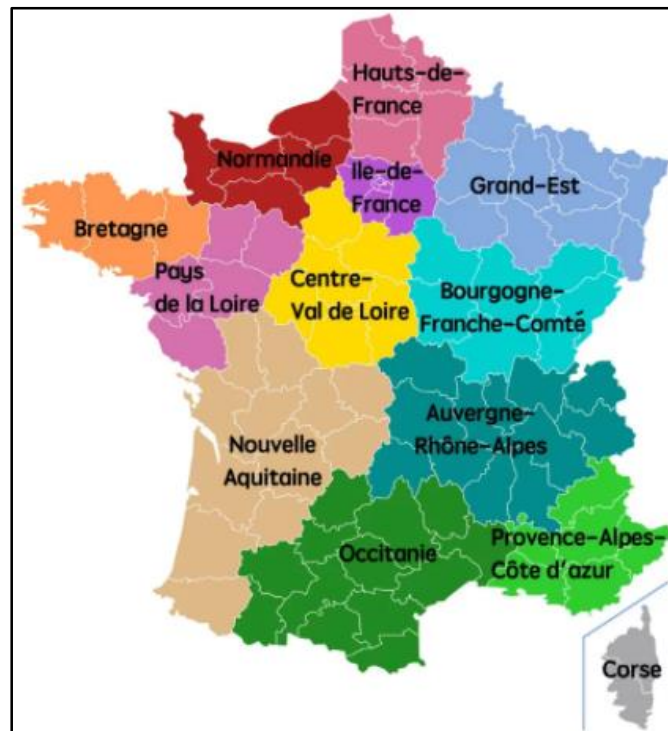 Hauts-de-
France
Normandie
Ile-de-
France
Grand-Est
Bretagne
Pays
de la Loire
Centre-
Val de Loire
Bourgogne-
Franche-Comté
Auvergne-
Rhône-Alpes
Nouvelle
Aquitaine
Occitanie
Provence-Alpes-
Côte d'azur
Corse